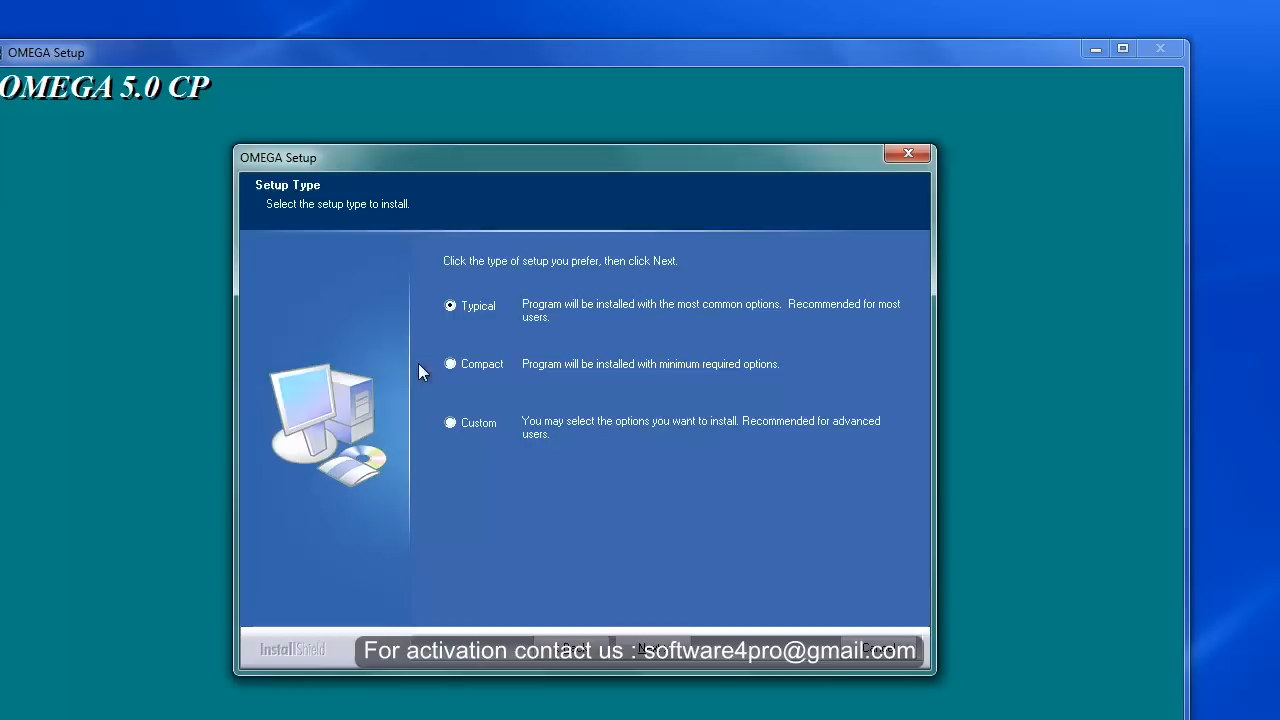 OMEGA Setup
OMEGA 5.0 CP
OMEGA Setup
Setup Type
Select the setup type to install.
Click the type of setup you prefer, then click Next.
Typical
Program will be installed with the most common options.  Recommended for most
users.
Compact
Program will be installed with minimum required options.
Custom
You may select the options you want to install. Recommended for advanced
users.
InstallShield
For activation contact us : software4pro@gmail.com